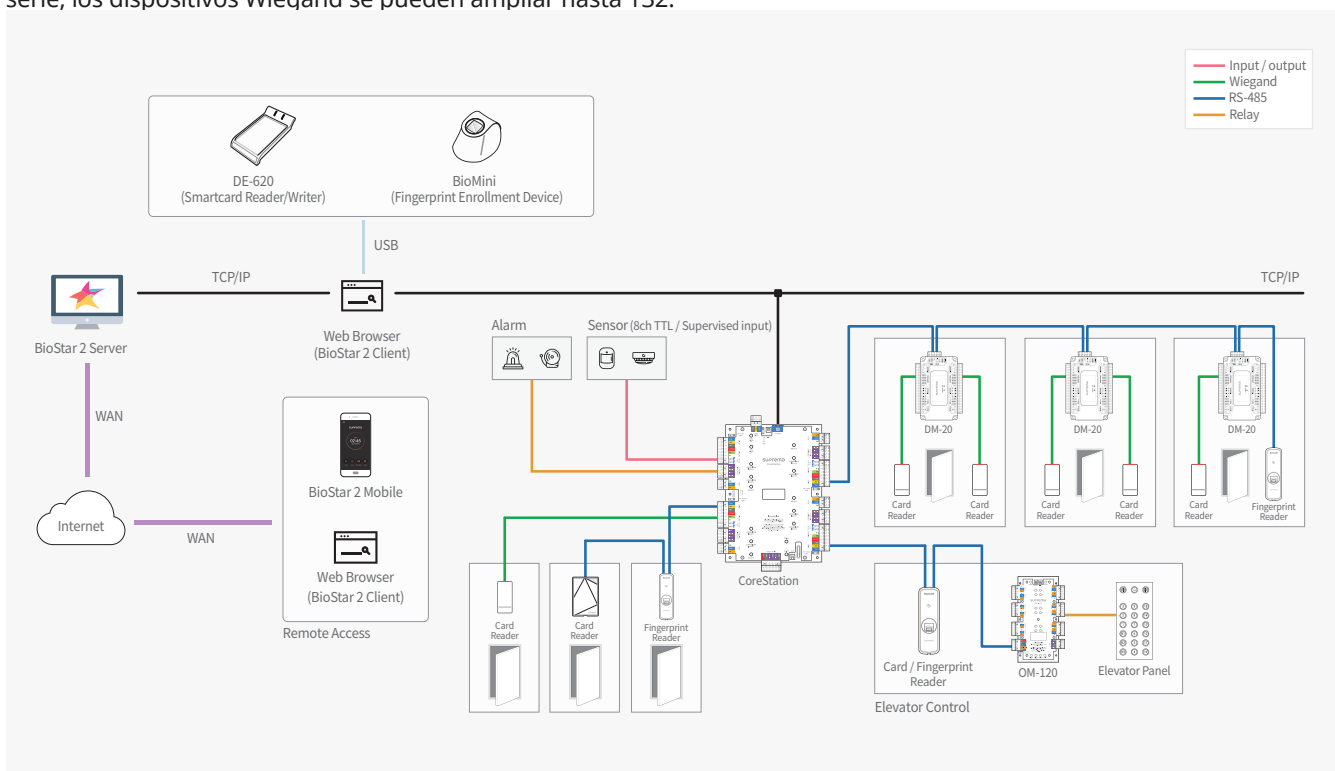 serie, los dispositivos Wiegand se pueden ampliar hasta 132.
Input / output
Wiegand
RS-485
Relay
DE-620
(Smartcard Reader/Writer)
BioMini
(Fingerprint Enrollment Device)
USB
TCP/IP
TCP/IP
BioStar 2 Server
Web Browser
(BioStar 2 Client)
Alarm
Sensor (8ch TTL / Supervised input)
WAN
Internet
WAN
BioStar 2 Mobile
Web Browser
(BioStar 2 Client)
Remote Access
suprema
CoreStation
DM-20
DM-20
DM-20
Card
Reader
Card
Reader
Card
Reader
Card
Reader
Card
Reader
Fingerprint
Reader
Card
Reader
Card
Reader
Fingerprint
Reader
Card / Fingerprint
Reader
OM-120
Elevator Panel
Elevator Control